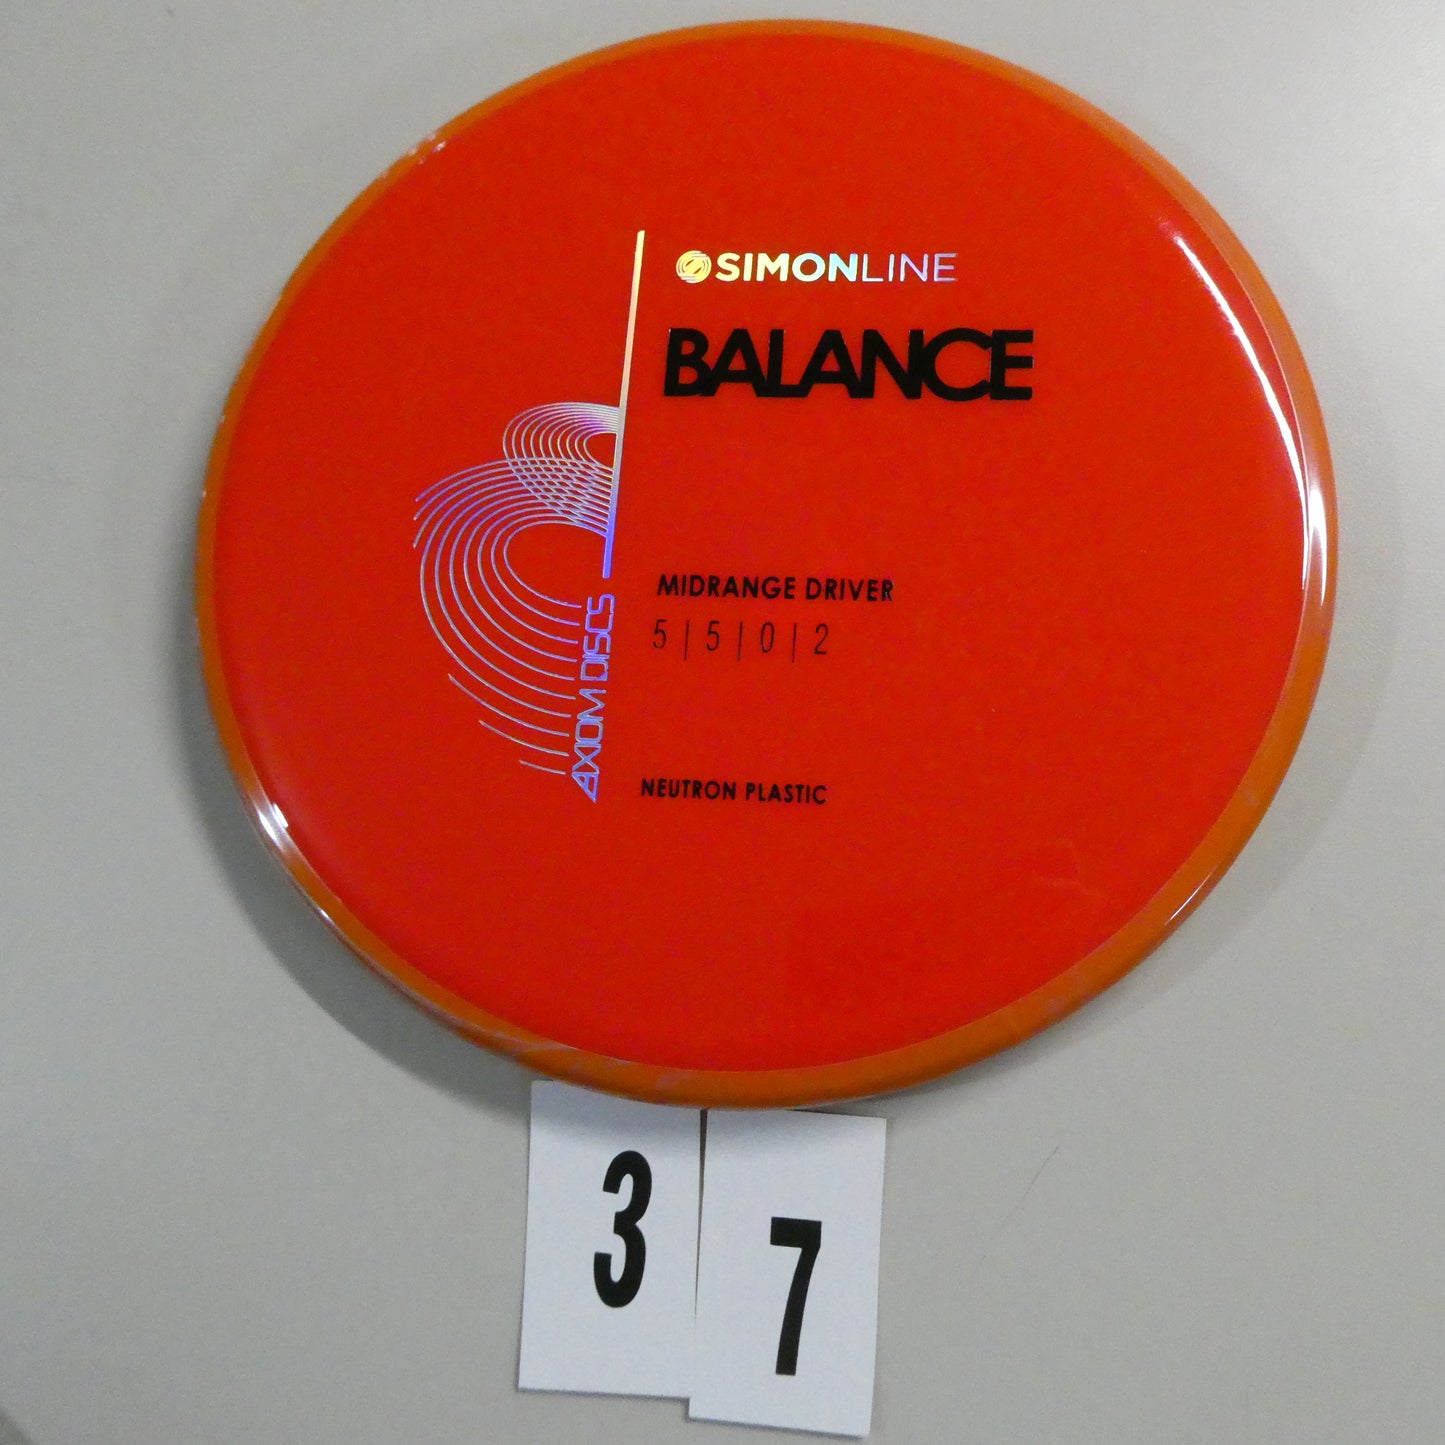 SIMONLINE
BALANCE
MIDRANGE DRIVER
5 | 5 | 0 | 2
AXIOM DISCS
NEUTRON PLASTIC
3 7